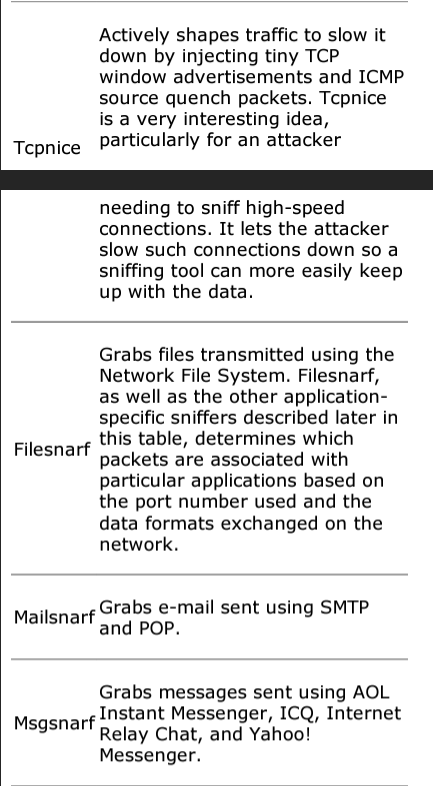 Actively shapes traffic to slow it
down by injecting tiny TCP
window advertisements and ICMP
source quench packets. Tcpnice
is a very interesting idea,
Tcpnice particularly for an attacker
needing to sniff high-speed
connections. It lets the attacker
slow such connections down so a
sniffing tool can more easily keep
up with the data.
Grabs files transmitted using the
Network File System. Filesnarf,
as well as the other application-
specific sniffers described later in
this table, determines which
Filesnarf packets are associated with
particular applications based on
the port number used and the
data formats exchanged on the
network.
Mailsnarf Grabs e-mail sent using SMTP
and POP.
Grabs messages sent using AOL
Msgsnarf Instant Messenger, ICQ, Internet
Relay Chat, and Yahoo!
Messenger.